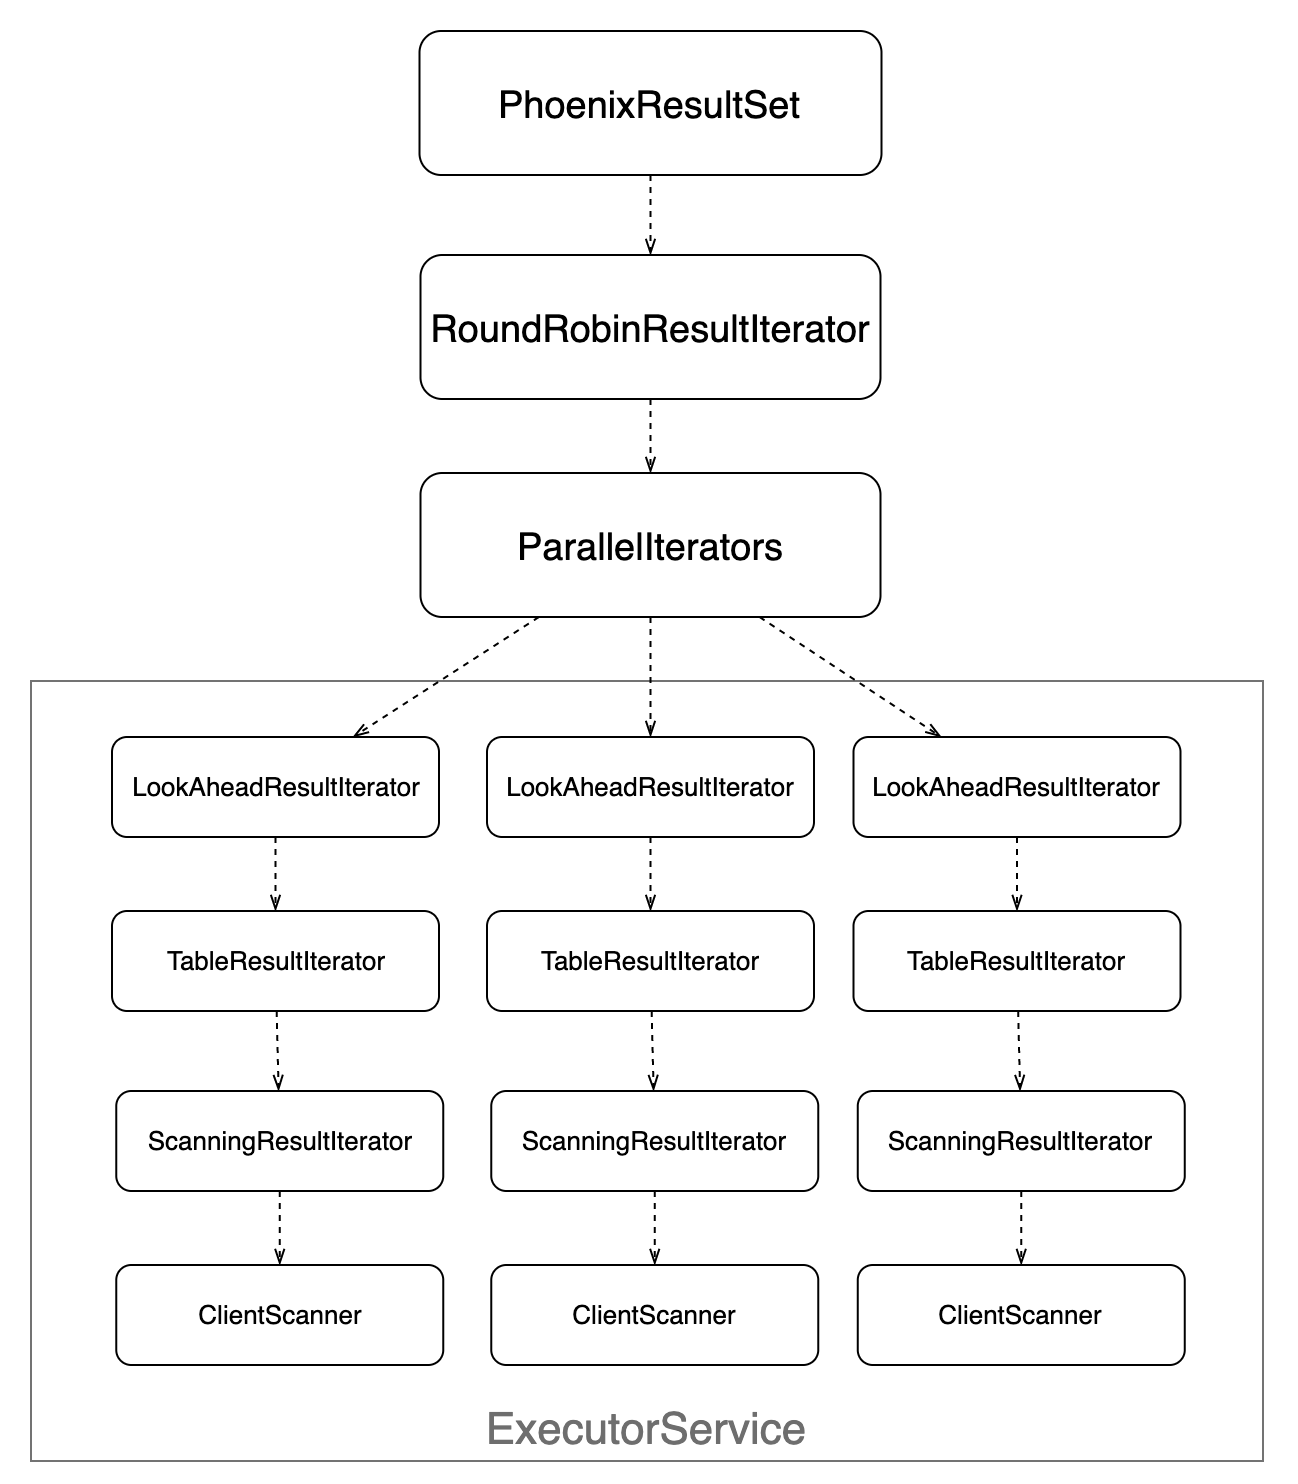 PhoenixResultSet
RoundRobinResultIterator
ParallelIterators
LookAheadResultIterator
LookAheadResultIterator
LookAheadResultIterator
TableResultIterator
TableResultIterator
TableResultIterator
ScanningResultIterator
ScanningResultIterator
ScanningResultIterator
ClientScanner
ClientScanner
ClientScanner
ExecutorService